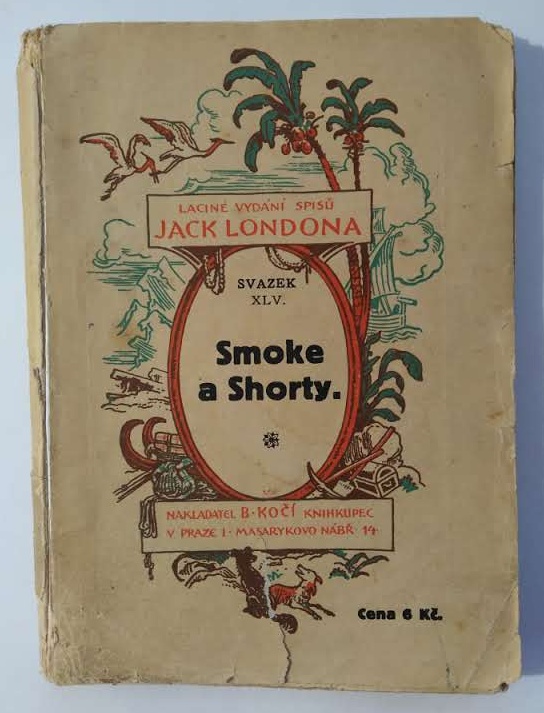 LACINÉ VYDÁNÍ SPISŮ
JACK LONDONA
SVAZEK
XLV.
Smoke
a Shorty.
NAKLADATEL B·KOČÍ KNIHKUPEC
V PRAZE I· MASARYKOVO NÁBŘ· 14
Cena 6 Kč.